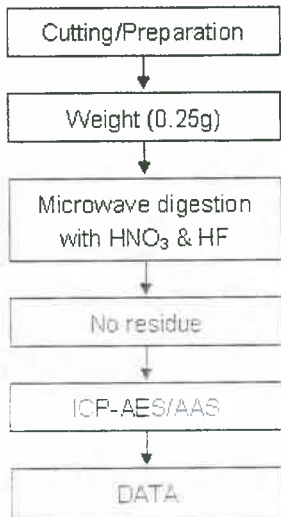 Cutting/Preparation
Weight (0.25g)
Microwave digestion
with HNO₃ & HF
No residue
ICP-AES/AAS
DATA